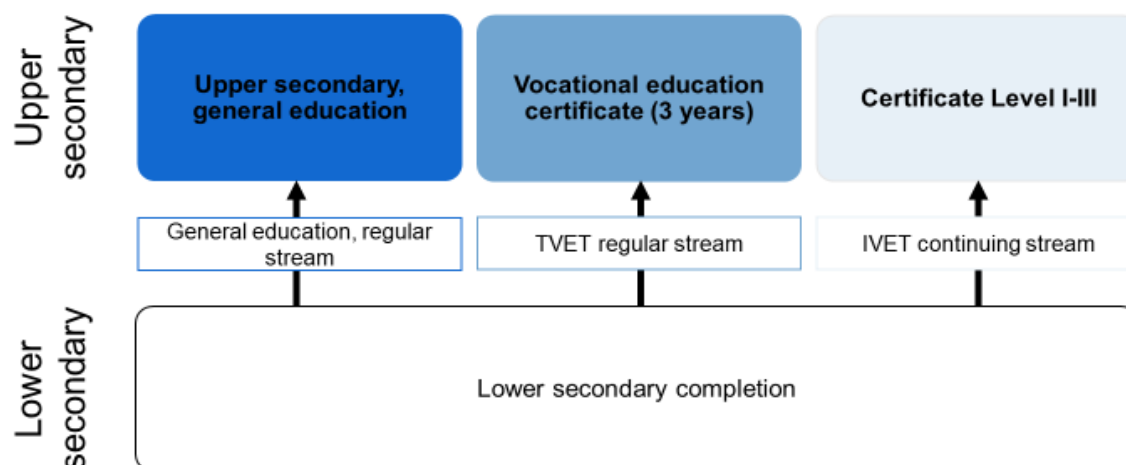 Upper
secondary
Upper secondary,
general education
Vocational education
certificate (3 years)
Certificate Level I-III
General education, regular
stream
TVET regular stream
IVET continuing stream
Lower
secondary
Lower secondary completion